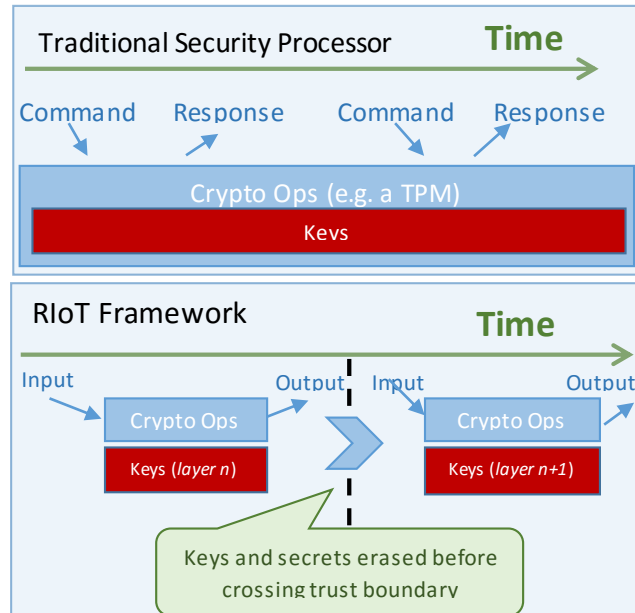 Traditional Security Processor
Time
Command Response Command Response
Crypto Ops (e.g. a TPM)
Keys
RIoT Framework
Time
Input Output Input Output
Crypto Ops Crypto Ops
Keys (layer n) Keys (layer n+1)
Keys and secrets erased before
crossing trust boundary